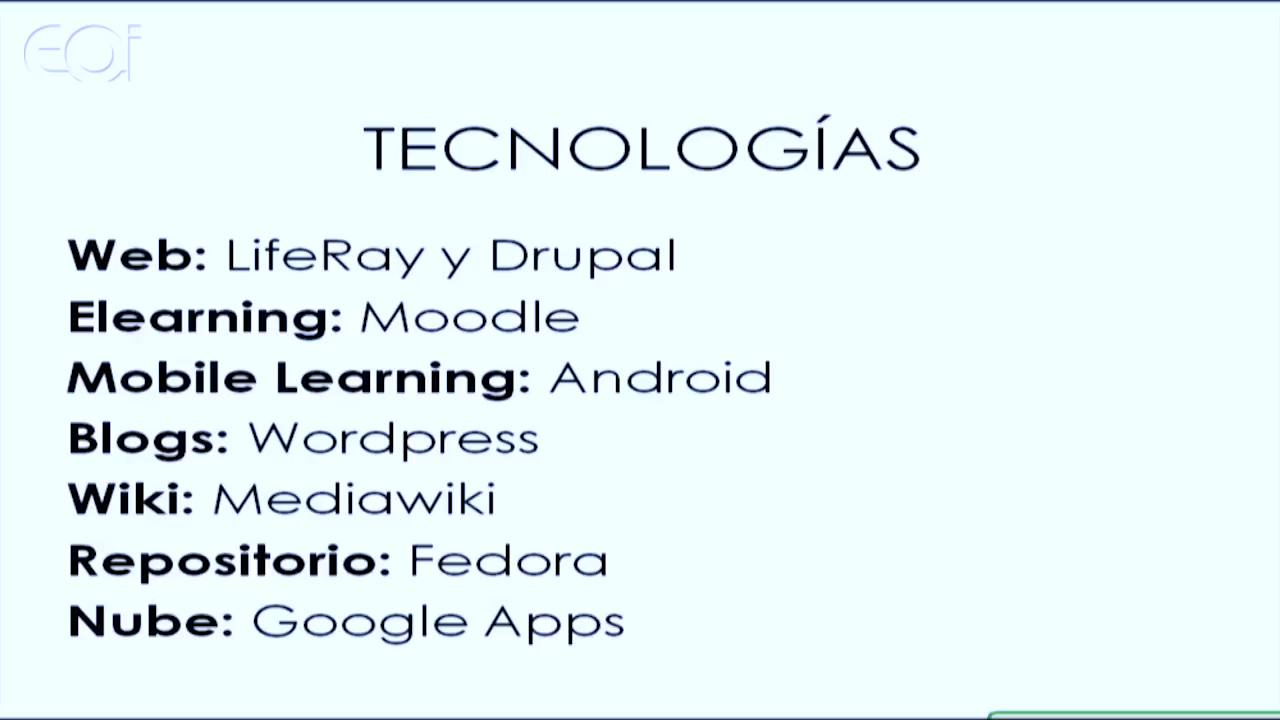 eoi
TECNOLOGÍAS
Web: LifeRay y Drupal
Elearning: Moodle
Mobile Learning: Android
Blogs: Wordpress
Wiki: Mediawiki
Repositorio: Fedora
Nube: Google Apps